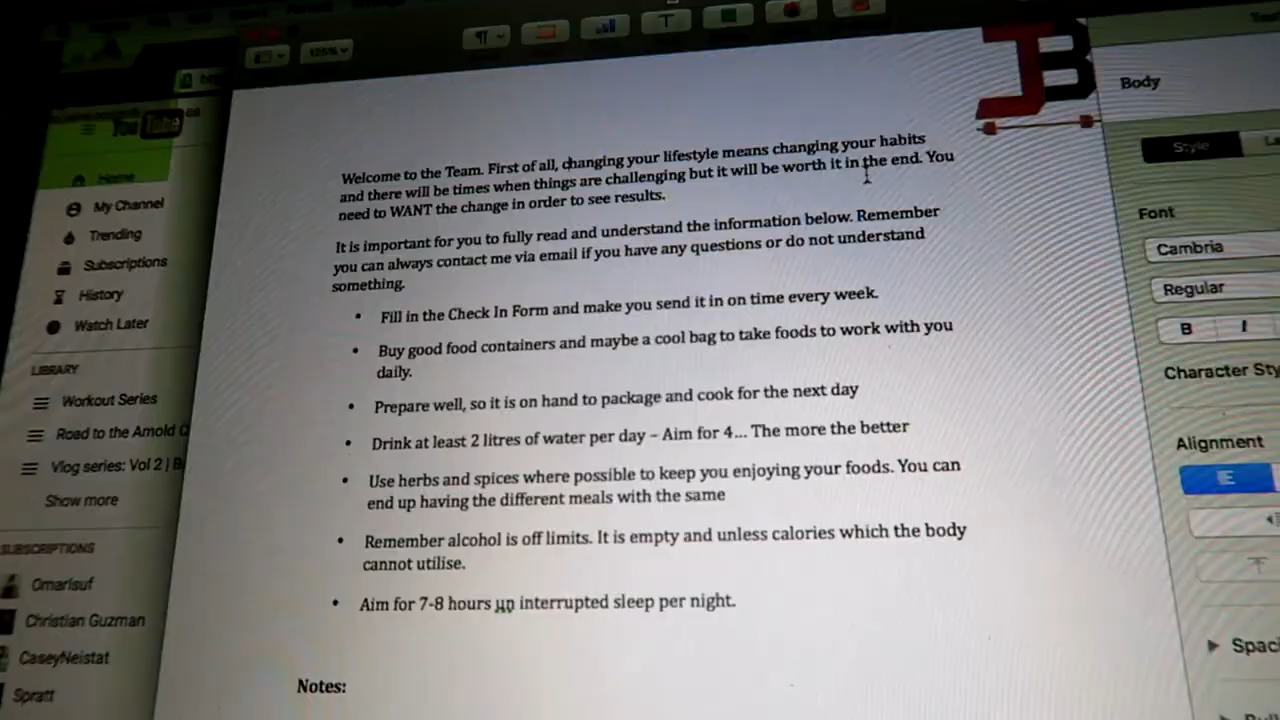 125%
T
JB
YouTube
Home
My Channel
Trending
Subscriptions
History
Watch Later
LIBRARY
Workout Series
Road to the Arnold
Vlog series: Vol 2 | B
Show more
SUBSCRIPTIONS
Omarisuf
Christian Guzman
CaseyNeistat
Spratt
Welcome to the Team. First of all, changing your lifestyle means changing your habits
and there will be times when things are challenging but it will be worth it in the end. You
need to WANT the change in order to see results.
It is important for you to fully read and understand the information below. Remember
you can always contact me via email if you have any questions or do not understand
something.
• Fill in the Check In Form and make you send it in on time every week.
• Buy good food containers and maybe a cool bag to take foods to work with you
daily.
• Prepare well, so it is on hand to package and cook for the next day
• Drink at least 2 litres of water per day – Aim for 4... The more the better
• Use herbs and spices where possible to keep you enjoying your foods. You can
end up having the different meals with the same
• Remember alcohol is off limits. It is empty and unless calories which the body
cannot utilise.
• Aim for 7-8 hours un interrupted sleep per night.
Notes:
Body
Style
Font
Cambria
Regular
B I
Character Sty
Alignment
Spac